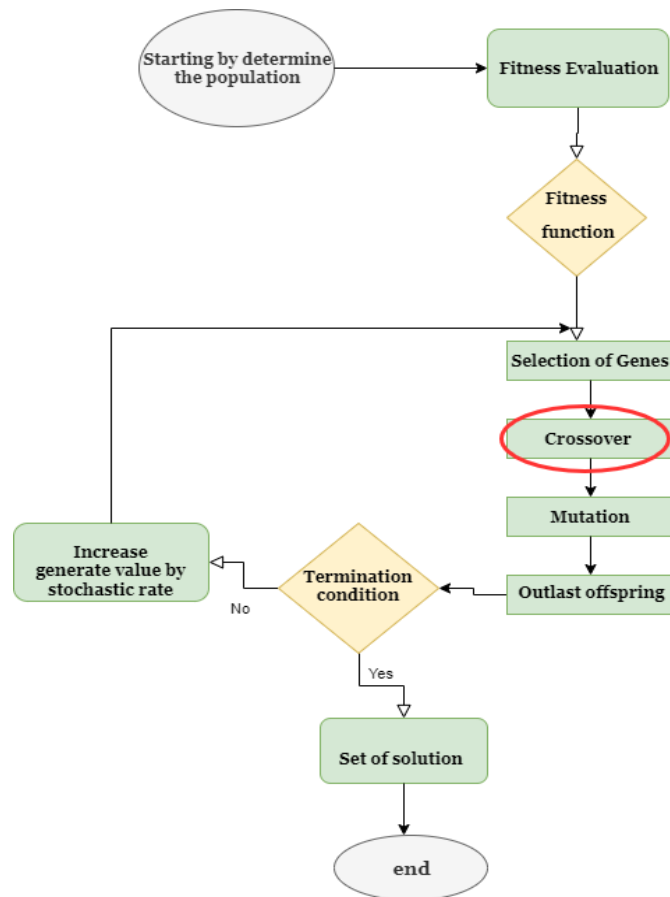 Starting by determine
the population
Fitness Evaluation
Fitness
function
Selection of Genes
Crossover
Mutation
Outlast offspring
Termination
condition
No
Increase
generate value by
stochastic rate
Yes
Set of solution
end